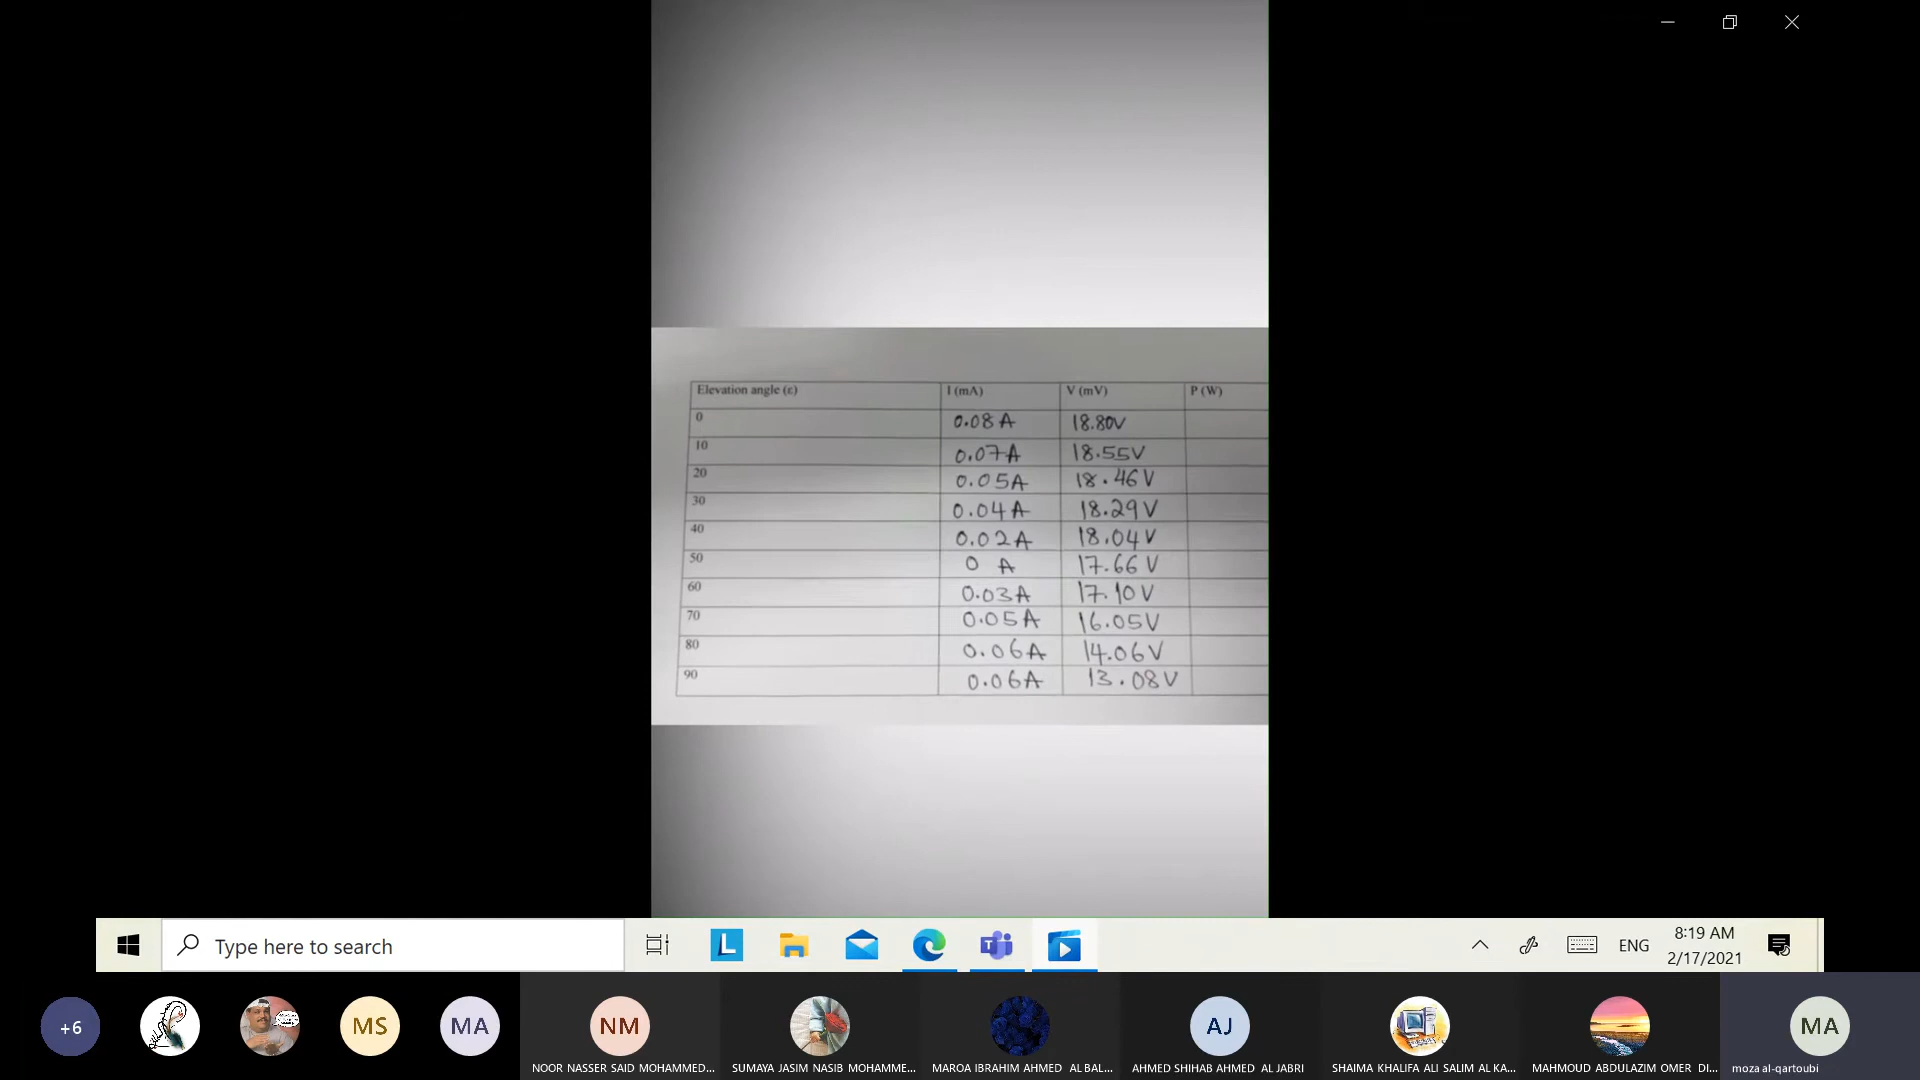 Elevation angle (ε) I (mA) V (mV) P (W)
0 0.08 A 18.80V
10 0.07A 18.55V
20 0.05A 18.46 V
30 0.04 A 18.29 V
40 0.02A 18.04 V
50 0 A 17.66 V
60 0.03A 17.10 V
70 0.05 A 16.05V
80 0.06A 14.06V
90 0.06A 13.08V
Type here to search
L
T
ENG
8:19 AM
2/17/2021
+6
MS
MA
NM
AJ
MA
NOOR NASSER SAID MOHAMMED...
SUMAYA JASIM NASIB MOHAMME...
MAROA IBRAHIM AHMED AL BAL...
AHMED SHIHAB AHMED AL JABRI
SHAIMA KHALIFA ALI SALIM AL KA...
MAHMOUD ABDULAZIM OMER DI...
moza al-qartoubi